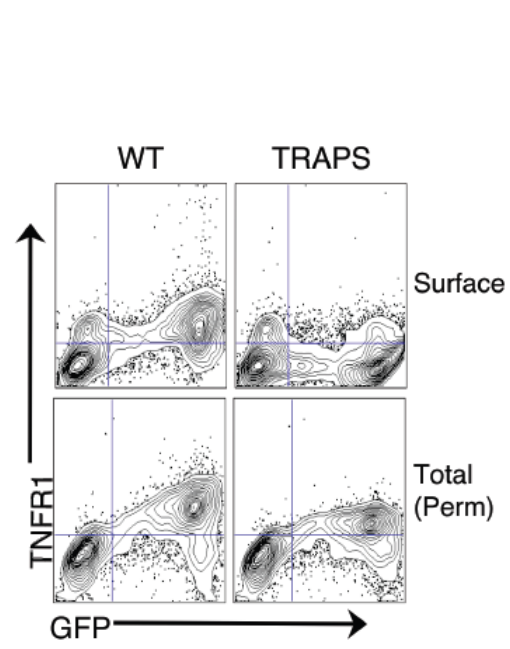 WT
TRAPS
Surface
Total
(Perm)
TNFR1
GFP